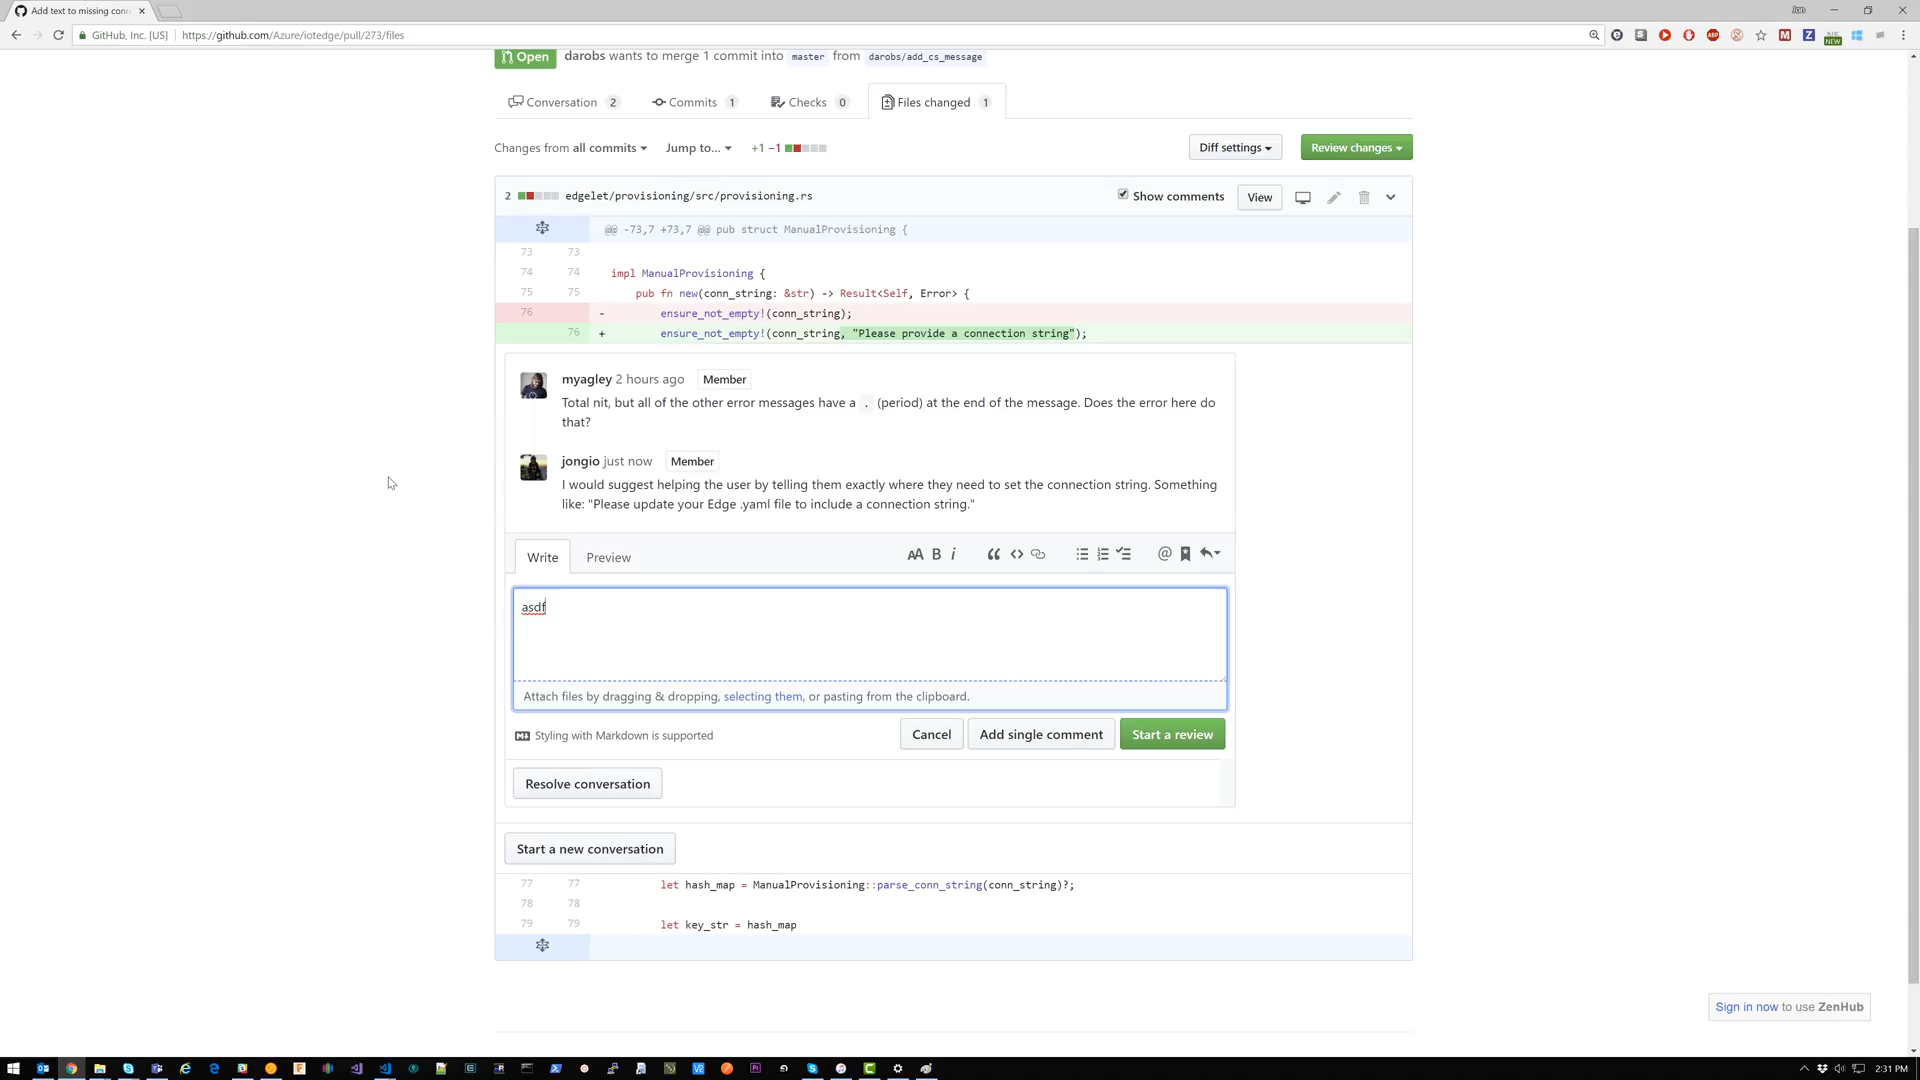 Add text to missing con
Jon
GitHub, Inc. [US] | https://github.com/Azure/iotedge/pull/273/files
Open darobs wants to merge 1 commit into master from darobs/add_cs_message
Conversation 2 Commits 1 Checks 0 Files changed 1
Changes from all commits Jump to... +1 −1 Diff settings Review changes
2 edgelet/provisioning/src/provisioning.rs Show comments View
@@ -73,7 +73,7 @@ pub struct ManualProvisioning {
73 73
74 74 impl ManualProvisioning {
75 75 pub fn new(conn_string: &str) -> Result<Self, Error> {
76 - ensure_not_empty!(conn_string);
76 + ensure_not_empty!(conn_string, "Please provide a connection string");
myagley 2 hours ago Member
Total nit, but all of the other error messages have a . (period) at the end of the message. Does the error here do
that?
jongio just now Member
I would suggest helping the user by telling them exactly where they need to set the connection string. Something
like: "Please update your Edge .yaml file to include a connection string."
Write Preview AA B i
asdf
Attach files by dragging & dropping, selecting them, or pasting from the clipboard.
Styling with Markdown is supported Cancel Add single comment Start a review
Resolve conversation
Start a new conversation
77 77 let hash_map = ManualProvisioning::parse_conn_string(conn_string)?;
78 78
79 79 let key_str = hash_map
Sign in now to use ZenHub
2:31 PM